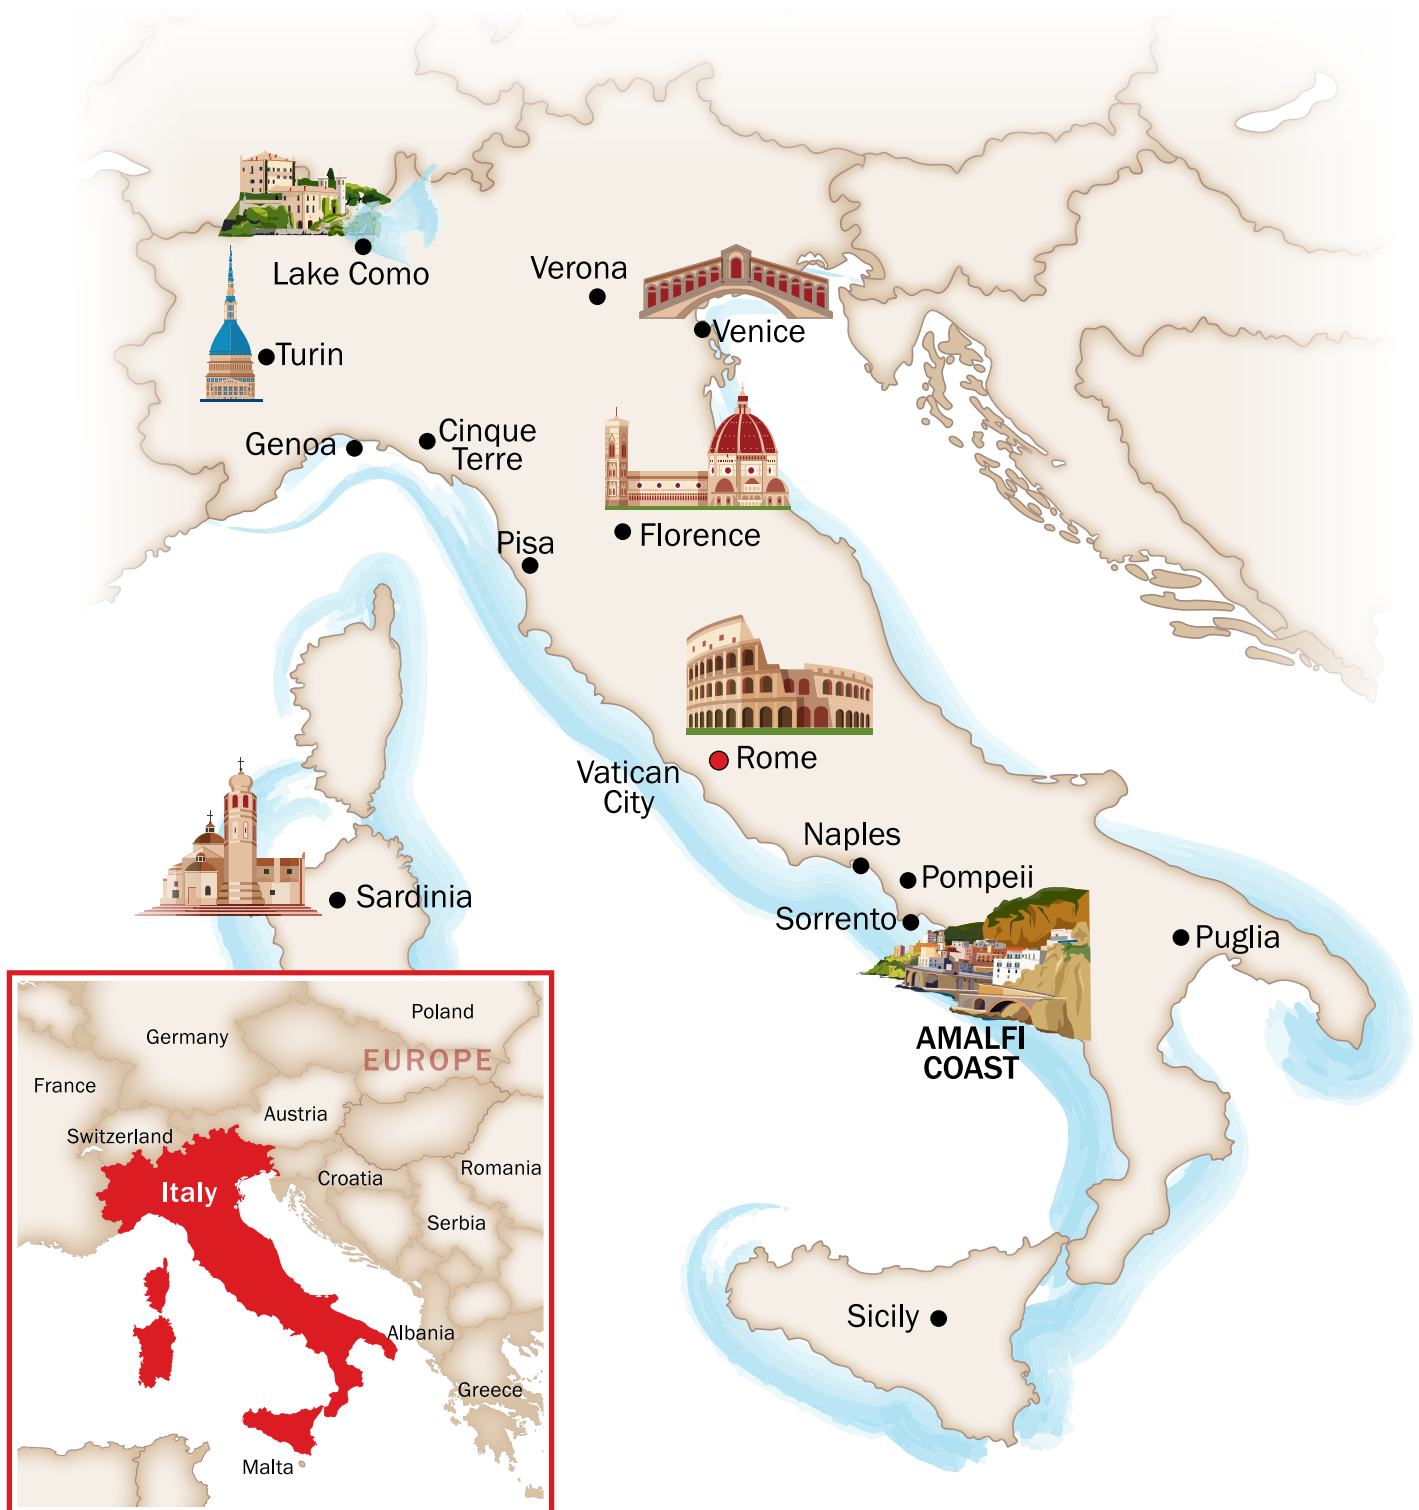 Lake Como
Verona
Venice
Turin
Genoa
Cinque
Terre
Pisa
Florence
Rome
Vatican
City
Naples
Pompeii
Sardinia
Sorrento
Puglia
AMALFI
COAST
Sicily
Poland
Germany
EUROPE
France
Austria
Switzerland
Croatia
Romania
Italy
Serbia
Albania
Greece
Malta